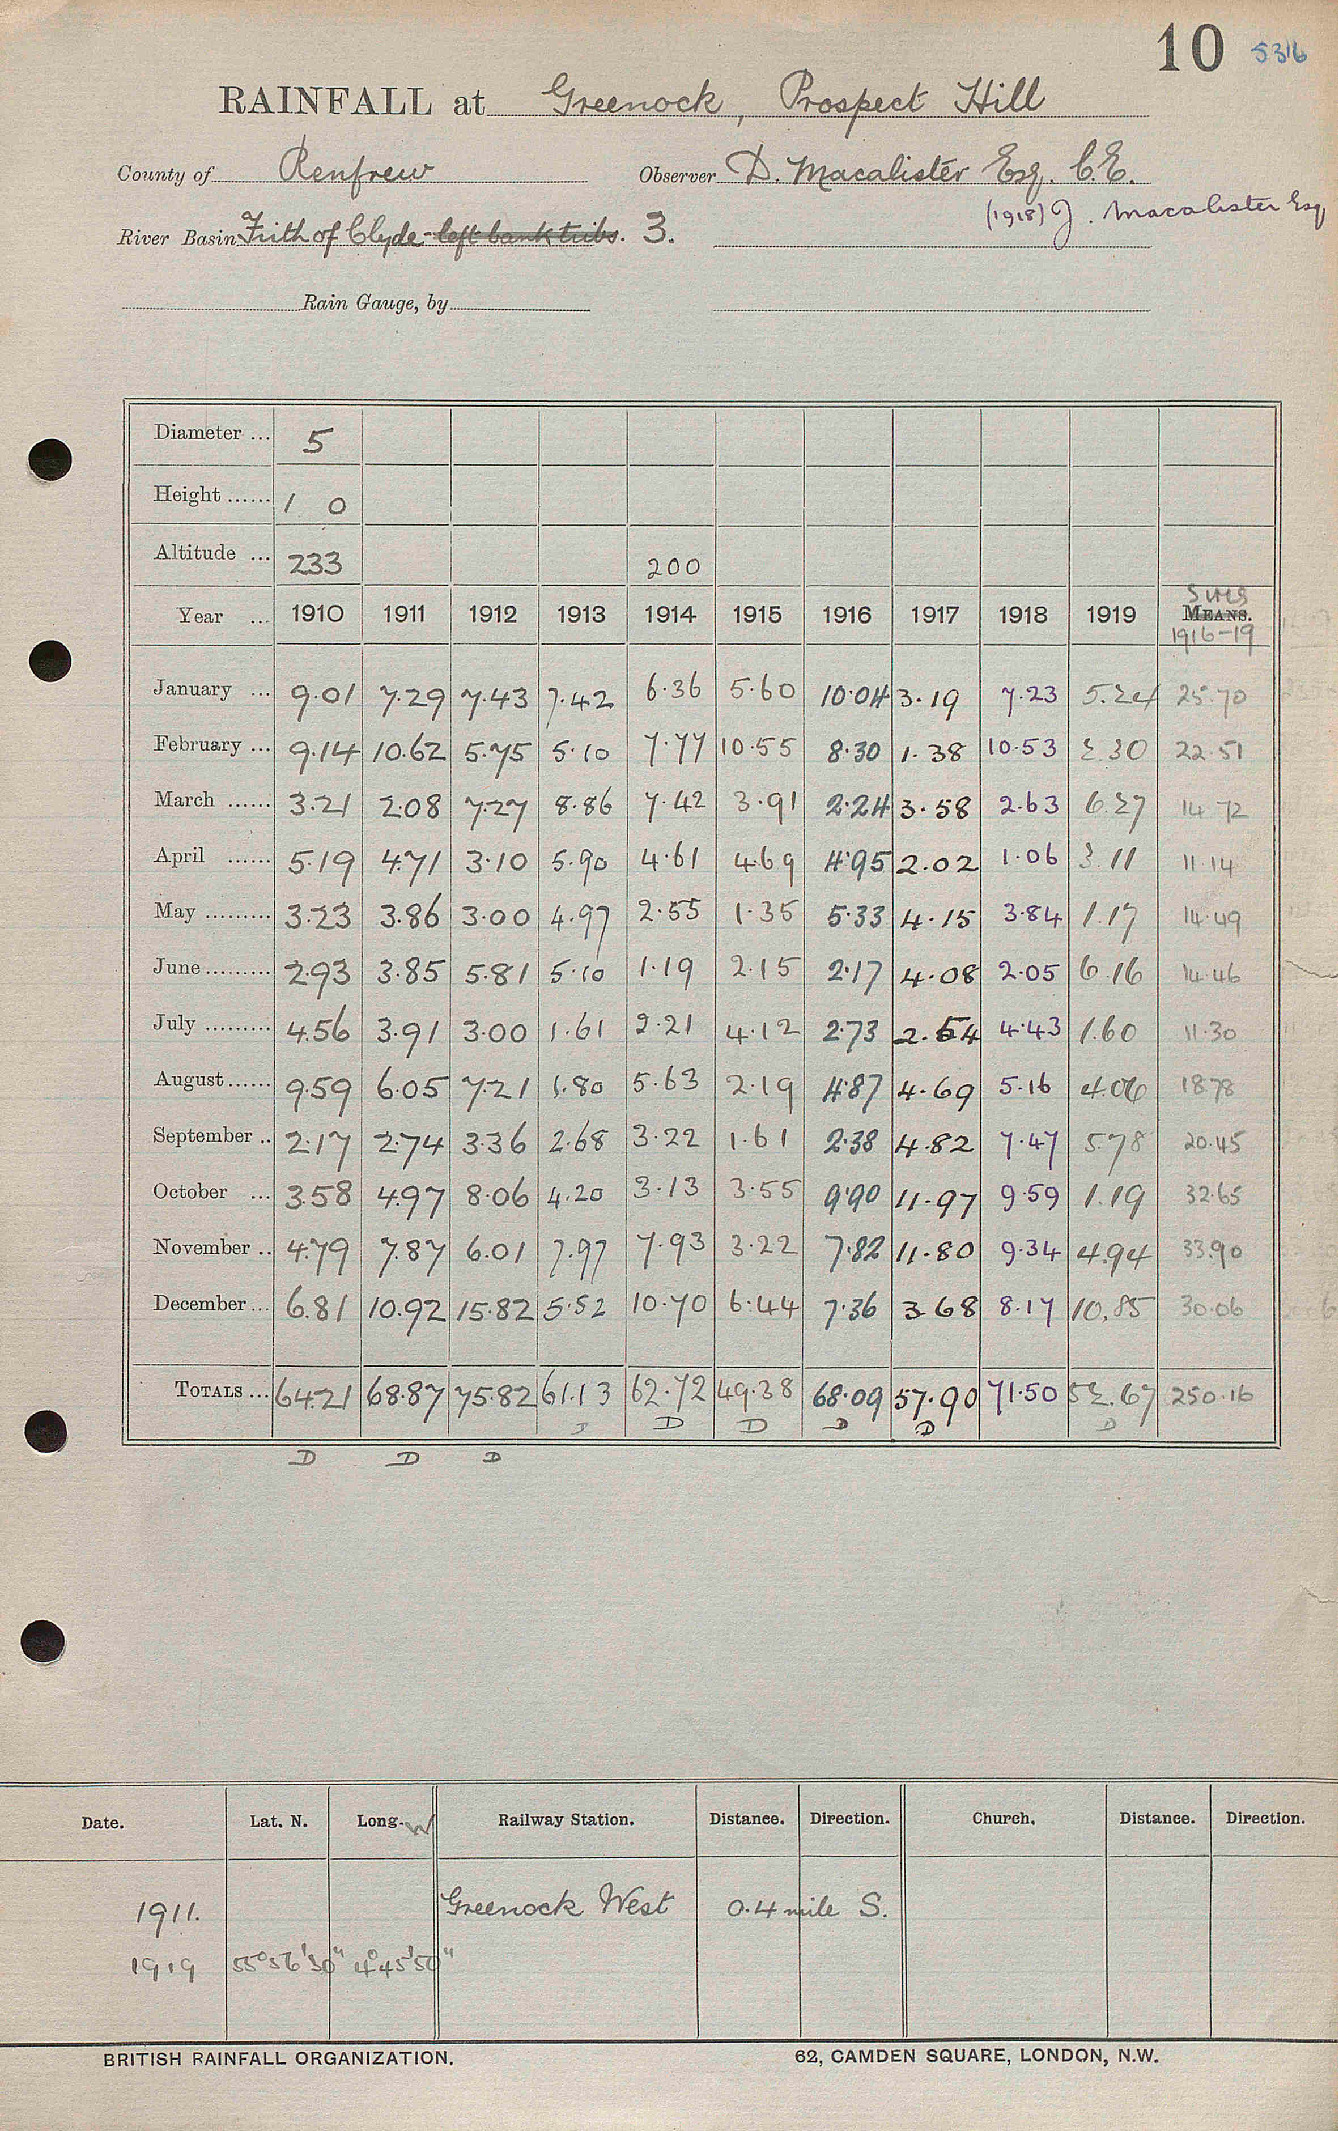 10 5316
RAINFALL at Greenock, Prospect Hill
County of Renfrew Observer D. Macalister Esq. C.E.
(1918) J. Macalister Esq
River Basin Frith of Clyde - left bank tribs. 3.
Rain Gauge, by
Diameter ... 5
Height ...... 1 0
Altitude ... 233 200
Sums
Year ... 1910 1911 1912 1913 1914 1915 1916 1917 1918 1919 MEANS.
1916-19
January ... 9.01 7.29 7.43 7.42 6.36 5.60 10.04 3.19 7.23 5.24 25.70
February ... 9.14 10.62 5.75 5.10 7.77 10.55 8.30 1.38 10.53 2.30 22.51
March ...... 3.21 2.08 7.27 8.86 7.42 3.91 2.24 3.58 2.63 6.27 14.72
April ...... 5.19 4.71 3.10 5.90 4.61 4.69 4.95 2.02 1.06 3.11 11.14
May ......... 3.23 3.86 3.00 4.97 2.55 1.35 5.33 4.15 3.84 1.17 14.49
June ......... 2.93 3.85 5.81 5.10 1.19 2.15 2.17 4.08 2.05 6.16 14.46
July ......... 4.56 3.91 3.00 1.61 2.21 4.12 2.73 2.54 4.43 1.60 11.30
August ...... 9.59 6.05 7.21 1.80 5.63 2.19 4.87 4.69 5.16 4.06 18.78
September .. 2.17 2.74 3.36 2.68 3.22 1.61 2.38 4.82 7.47 5.78 20.45
October ... 3.58 4.97 8.06 4.20 3.13 3.55 9.90 11.97 9.59 1.19 32.65
November .. 4.79 7.87 6.01 7.97 7.93 3.22 7.82 11.80 9.34 4.94 33.90
December ... 6.81 10.92 15.82 5.52 10.70 6.44 7.36 3.68 8.17 10.85 30.06
TOTALS ... 64.21 68.87 75.82 61.13 62.72 49.38 68.09 57.90 71.50 52.67 250.16
D D D D D D
D D D
Date. Lat. N. Long. W Railway Station. Distance. Direction. Church. Distance. Direction.
1911. Greenock West 0.4 mile S.
1919 55°56'30" 4°45'50"
BRITISH RAINFALL ORGANIZATION. 62, CAMDEN SQUARE, LONDON, N.W.